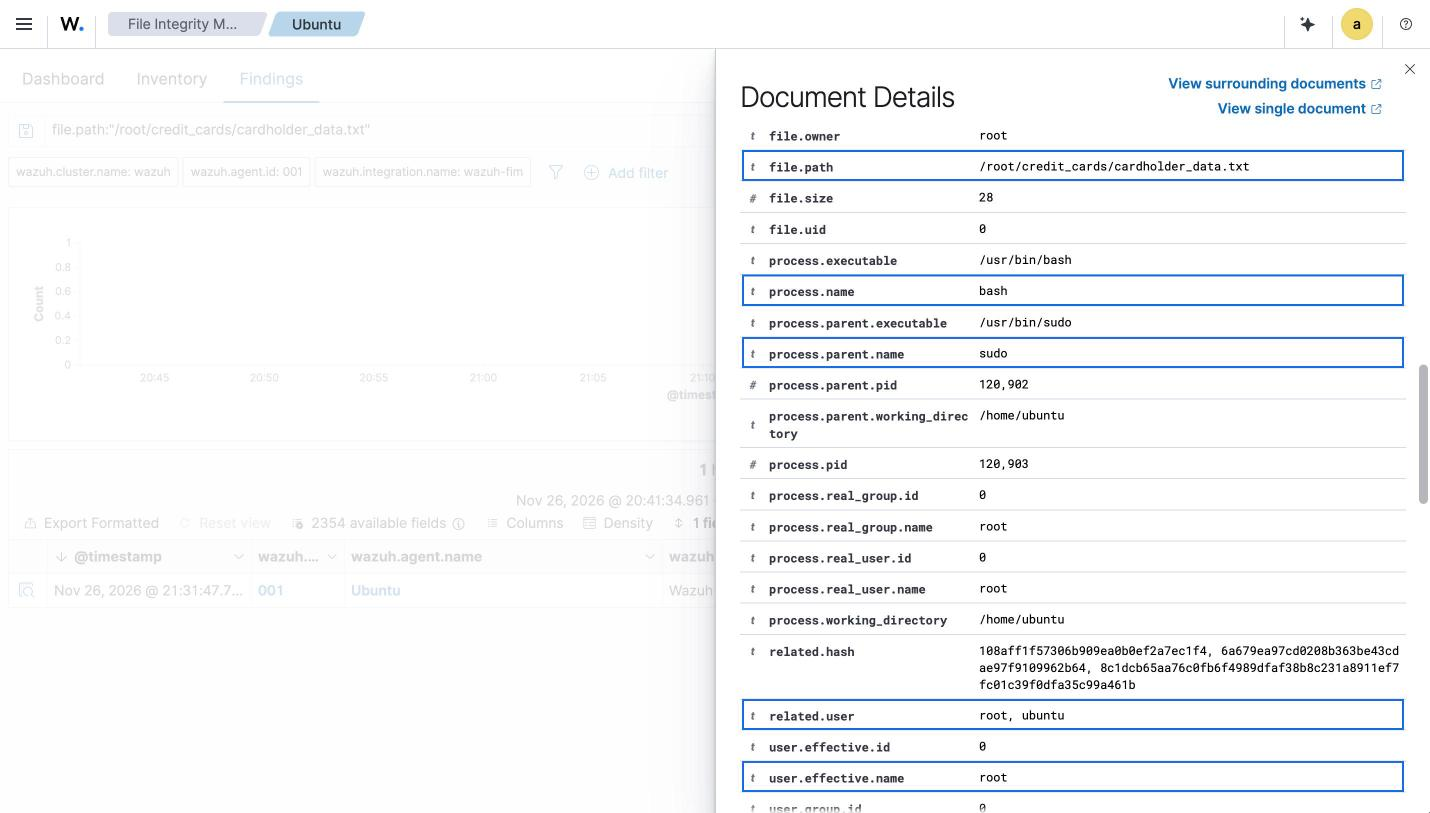 W.
File Integrity M...
Ubuntu
a
Dashboard
Inventory
Findings
file.path:"/root/credit_cards/cardholder_data.txt"
wazuh.cluster.name: wazuh
wazuh.agent.id: 001
wazuh.integration.name: wazuh-fim
Add filter
Count
1
0.8
0.6
0.4
0.2
0
20:45
20:50
20:55
21:00
21:05
21:10
@timest
1 h
Nov 26, 2026 @ 20:41:34.961 -
Export Formatted
Reset view
2354 available fields
Columns
Density
1 fie
@timestamp
wazuh....
wazuh.agent.name
wazuh
Nov 26, 2026 @ 21:31:47.7...
001
Ubuntu
Wazuh
Document Details
View surrounding documents
View single document
t file.owner root
t file.path /root/credit_cards/cardholder_data.txt
# file.size 28
t file.uid 0
t process.executable /usr/bin/bash
t process.name bash
t process.parent.executable /usr/bin/sudo
t process.parent.name sudo
# process.parent.pid 120,902
t process.parent.working_direc /home/ubuntu
tory
# process.pid 120,903
t process.real_group.id 0
t process.real_group.name root
t process.real_user.id 0
t process.real_user.name root
t process.working_directory /home/ubuntu
t related.hash 108aff1f57306b909ea0b0ef2a7ec1f4, 6a679ea97cd0208b363be43cd
ae97f9109962b64, 8c1dcb65aa76c0fb6f4989dfaf38b8c231a8911ef7
fc01c39f0dfa35c99a461b
t related.user root, ubuntu
t user.effective.id 0
t user.effective.name root
t user.group.id 0